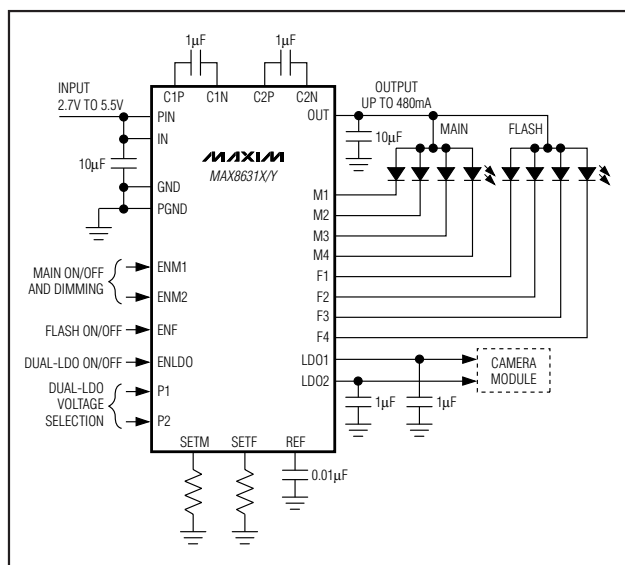 1µF
1µF
INPUT
2.7V TO 5.5V
C1P
C1N
C2P
C2N
OUTPUT
UP TO 480mA
PIN
OUT
IN
10µF
MAIN
FLASH
10µF
MAXIM
MAX8631X/Y
GND
PGND
M1
M2
M3
M4
MAIN ON/OFF
AND DIMMING
ENM1
ENM2
F1
F2
F3
F4
FLASH ON/OFF
ENF
DUAL-LDO ON/OFF
ENLDO
LDO1
LDO2
CAMERA
MODULE
DUAL-LDO
VOLTAGE
SELECTION
P1
P2
1µF
1µF
SETM
SETF
REF
0.01µF